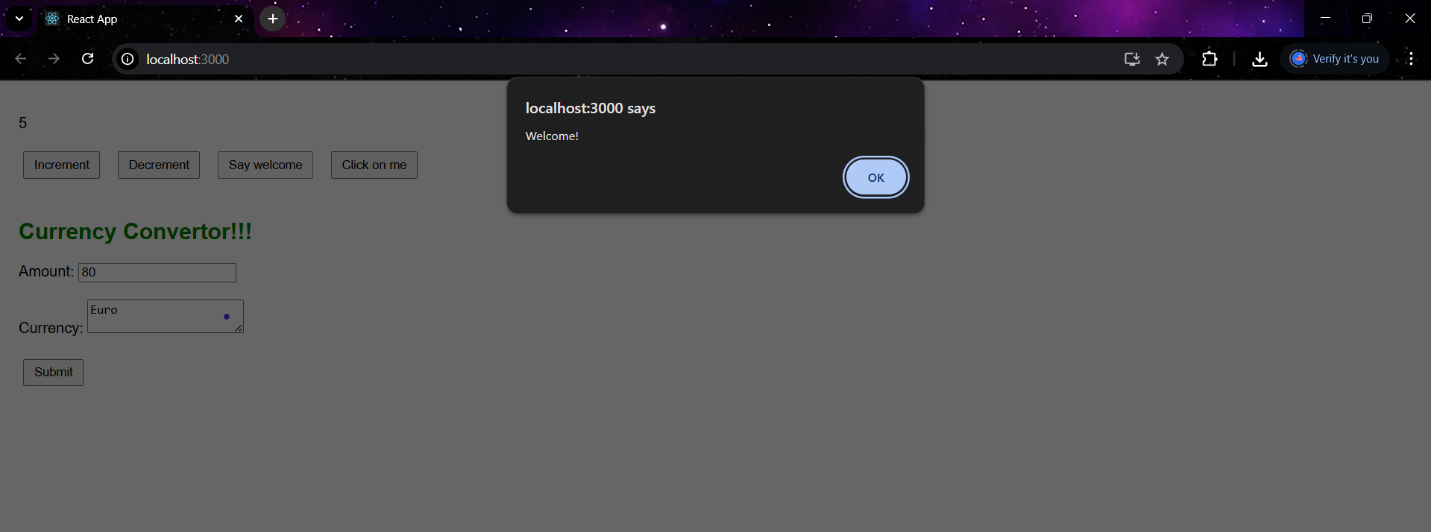 React App
localhost:3000
Verify it's you
localhost:3000 says
Welcome!
OK
5
Increment Decrement Say welcome Click on me
Currency Convertor!!!
Amount: 80
Currency: Euro
Submit